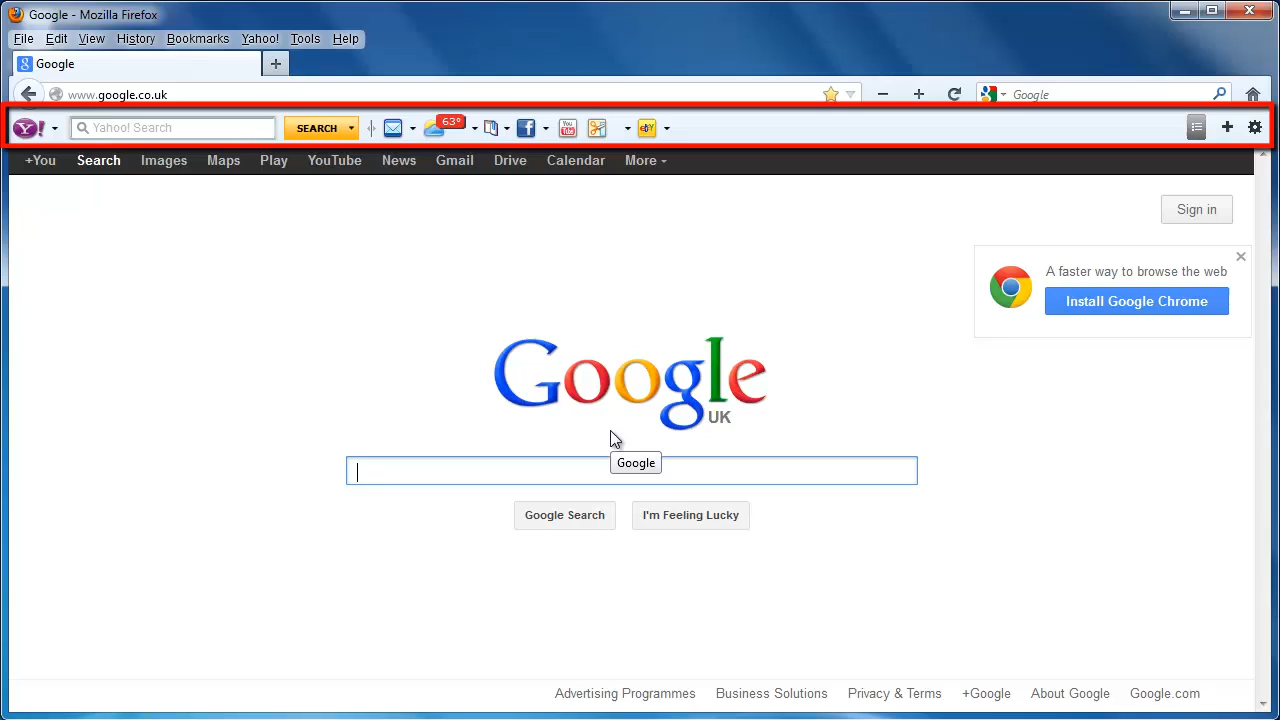 Google - Mozilla Firefox
File Edit View History Bookmarks Yahoo! Tools Help
Google
www.google.co.uk Google
Y! Yahoo! Search SEARCH 63° You Tube ebY
+You Search Images Maps Play YouTube News Gmail Drive Calendar More
Sign in
A faster way to browse the web
Install Google Chrome
Google
UK
Google
Google Search I'm Feeling Lucky
Advertising Programmes Business Solutions Privacy & Terms +Google About Google Google.com